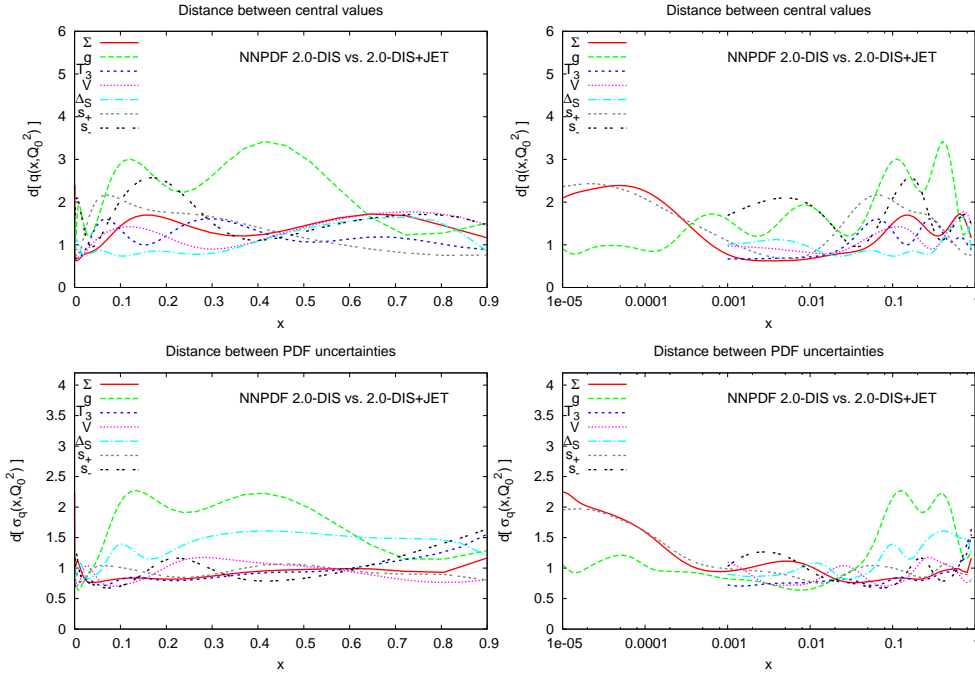 Distance between central values
d[ q(x,Q₀²) ]
6
5
4
3
2
1
0
Σ
g
T₃
V
Δ_S
s₊
s₋
NNPDF 2.0-DIS vs. 2.0-DIS+JET
0 0.1 0.2 0.3 0.4 0.5 0.6 0.7 0.8 0.9
x
Distance between central values
d[ q(x,Q₀²) ]
6
5
4
3
2
1
0
Σ
g
T₃
V
Δ_S
s₊
s₋
NNPDF 2.0-DIS vs. 2.0-DIS+JET
1e-05 0.0001 0.001 0.01 0.1 1
x
Distance between PDF uncertainties
d[ σ_q(x,Q₀²) ]
4
3.5
3
2.5
2
1.5
1
0.5
0
Σ
g
T₃
V
Δ_S
s₊
s₋
NNPDF 2.0-DIS vs. 2.0-DIS+JET
0 0.1 0.2 0.3 0.4 0.5 0.6 0.7 0.8 0.9
x
Distance between PDF uncertainties
d[ σ_q(x,Q₀²) ]
4
3.5
3
2.5
2
1.5
1
0.5
0
Σ
g
T₃
V
Δ_S
s₊
s₋
NNPDF 2.0-DIS vs. 2.0-DIS+JET
1e-05 0.0001 0.001 0.01 0.1 1
x